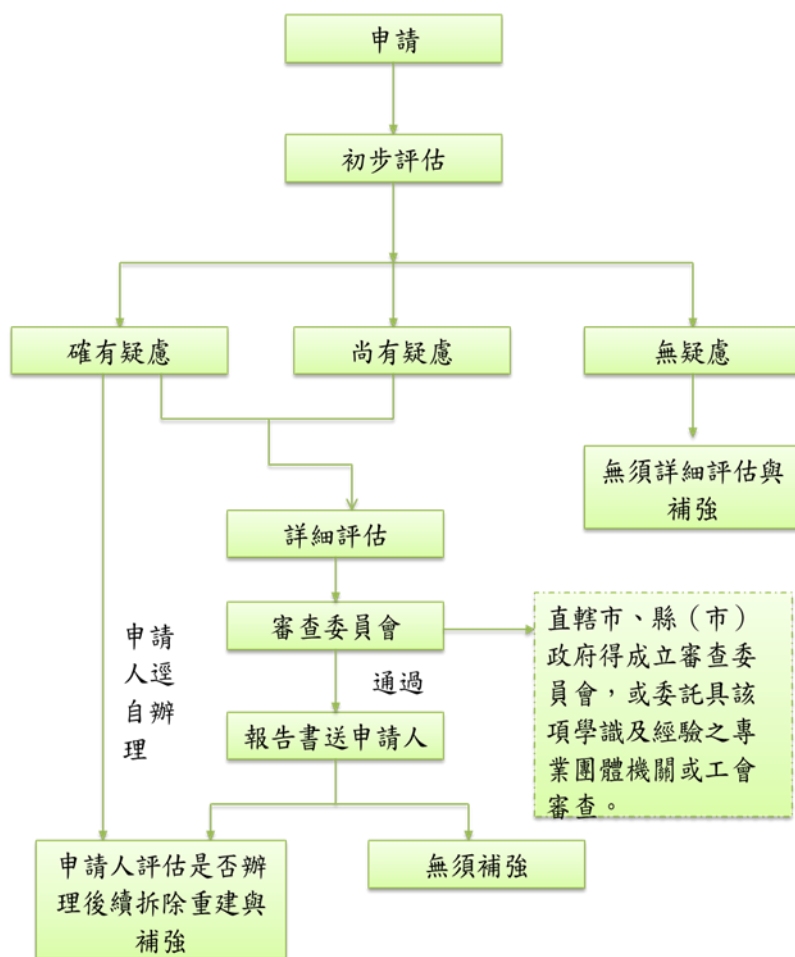 申請
初步評估
確有疑慮
尚有疑慮
無疑慮
無須詳細評估與
補強
詳細評估
審查委員會
直轄市、縣（市）
政府得成立審查委
員會，或委託具該
項學識及經驗之專
業團體機關或工會
審查。
申請
人逕
自辦
理
通過
報告書送申請人
申請人評估是否辦
理後續拆除重建與
補強
無須補強